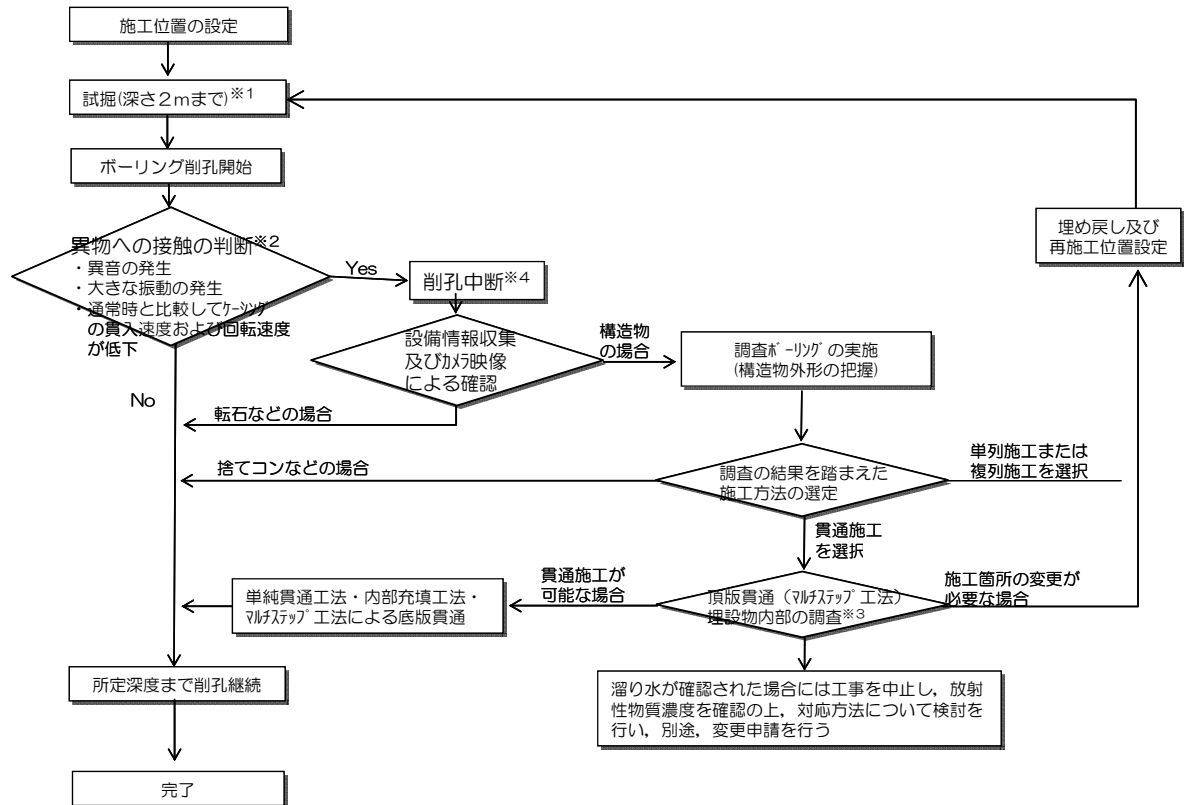 施工位置の設定
試掘(深さ2mまで)※1
ボーリング削孔開始
異物への接触の判断※2
・異音の発生
・大きな振動の発生
・通常時と比較してｹｰｼﾝｸﾞ
の貫入速度および回転速度
が低下
Yes
No
削孔中断※4
設備情報収集
及びｶﾒﾗ映像
による確認
構造物
の場合
転石などの場合
調査ﾎﾞｰﾘﾝｸﾞの実施
(構造物外形の把握)
埋め戻し及び
再施工位置設定
捨てコンなどの場合
調査の結果を踏まえた
施工方法の選定
単列施工または
複列施工を選択
貫通施工
を選択
頂版貫通（ﾏﾙﾁｽﾃｯﾌﾟ工法）
埋設物内部の調査※3
貫通施工が
可能な場合
施工箇所の変更が
必要な場合
単純貫通工法・内部充填工法・
ﾏﾙﾁｽﾃｯﾌﾟ工法による底版貫通
溜り水が確認された場合には工事を中止し，放射
性物質濃度を確認の上，対応方法について検討を
行い，別途，変更申請を行う
所定深度まで削孔継続
完了